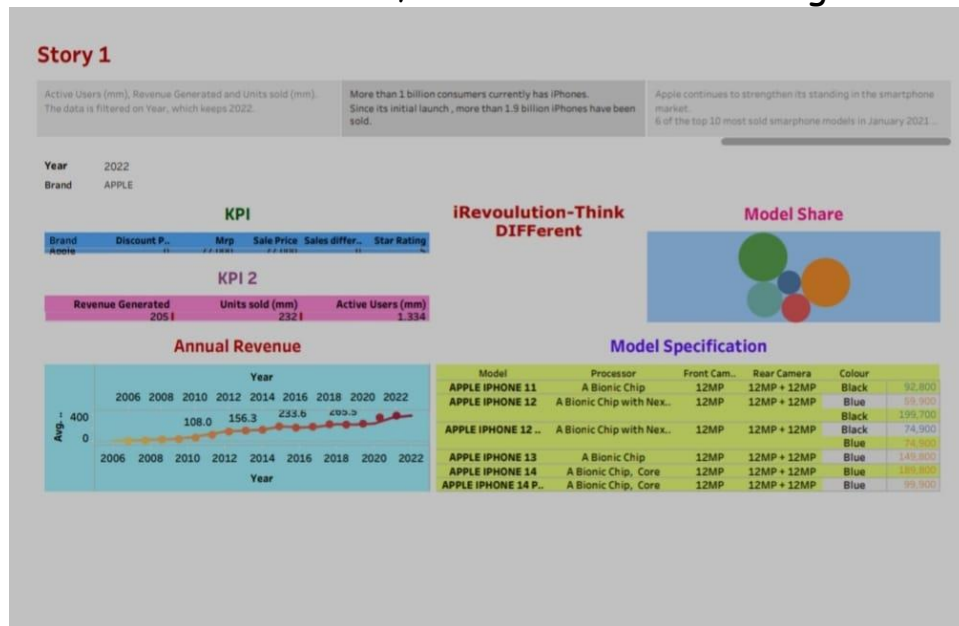 Story 1
Active Users (mm), Revenue Generated and Units sold (mm).
The data is filtered on Year, which keeps 2022.
More than 1 billion consumers currently has iPhones.
Since its initial launch , more than 1.9 billion iPhones have been
sold.
Apple continues to strengthen its standing in the smartphone
market.
6 of the top 10 most sold smarphone models in January 2021 ..
Year 2022
Brand APPLE
KPI
Brand Discount P.. Mrp Sale Price Sales differ.. Star Rating
Apple
KPI 2
Revenue Generated Units sold (mm) Active Users (mm)
205 232 1.334
iRevoulution-Think
DIFFerent
Model Share
Annual Revenue
Year
2006 2008 2010 2012 2014 2016 2018 2020 2022
Avg. ..
400
0
108.0 156.3 233.6 265.5
2006 2008 2010 2012 2014 2016 2018 2020 2022
Year
Model Specification
Model Processor Front Cam.. Rear Camera Colour
APPLE IPHONE 11 A Bionic Chip 12MP 12MP + 12MP Black 92,800
APPLE IPHONE 12 A Bionic Chip with Nex.. 12MP 12MP + 12MP Blue 59,900
Black 199,700
APPLE IPHONE 12 .. A Bionic Chip with Nex.. 12MP 12MP + 12MP Black 74,900
Blue 74,900
APPLE IPHONE 13 A Bionic Chip 12MP 12MP + 12MP Blue 149,800
APPLE IPHONE 14 A Bionic Chip, Core 12MP 12MP + 12MP Blue 189,800
APPLE IPHONE 14 P.. A Bionic Chip, Core 12MP 12MP + 12MP Blue 99,900